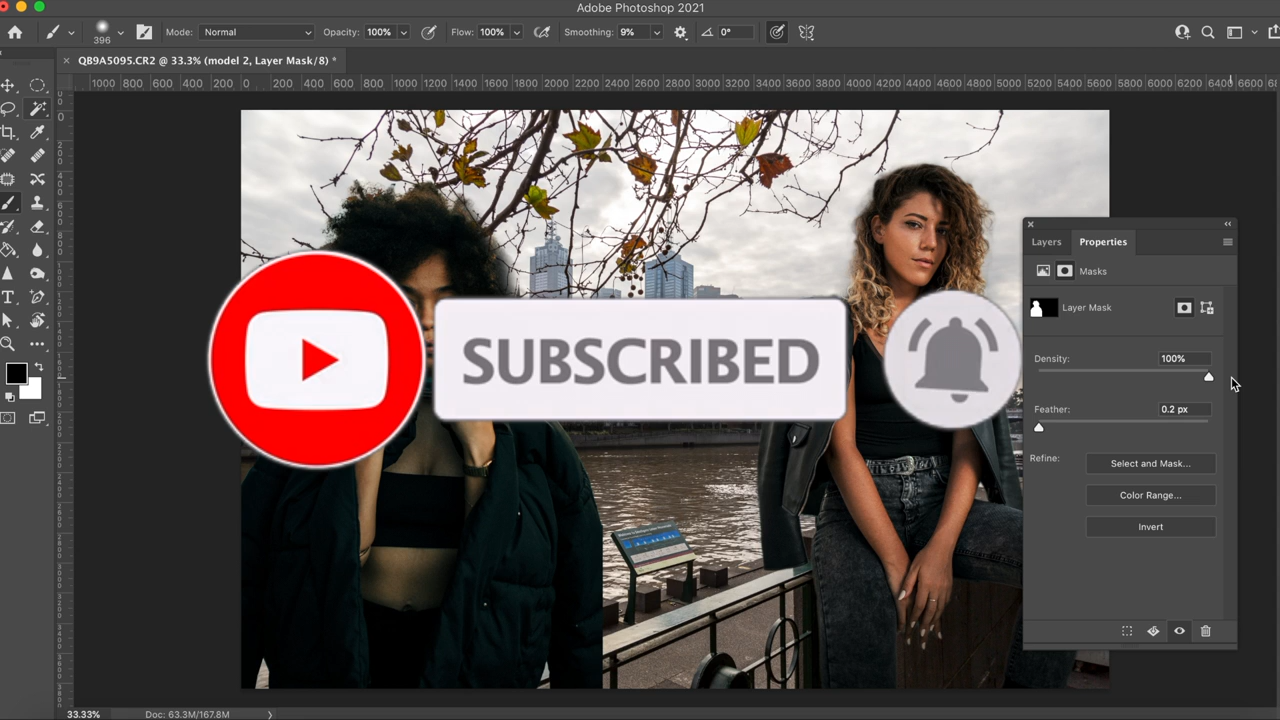 Adobe Photoshop 2021
396
Mode: Normal Opacity: 100% Flow: 100% Smoothing: 9% 0°
× QB9A5095.CR2 @ 33.3% (model 2, Layer Mask/8) *
1000 800 600 400 200 0 200 400 600 800 1000 1200 1400 1600 1800 2000 2200 2400 2600 2800 3000 3200 3400 3600 3800 4000 4200 4400 4600 4800 5000 5200 5400 5600 5800 6000 6200 6400 6600
Layers Properties
Masks
Layer Mask
SUBSCRIBED
Density: 100%
Feather: 0.2 px
Refine: Select and Mask...
Color Range...
Invert
33.33% Doc: 63.3M/167.8M